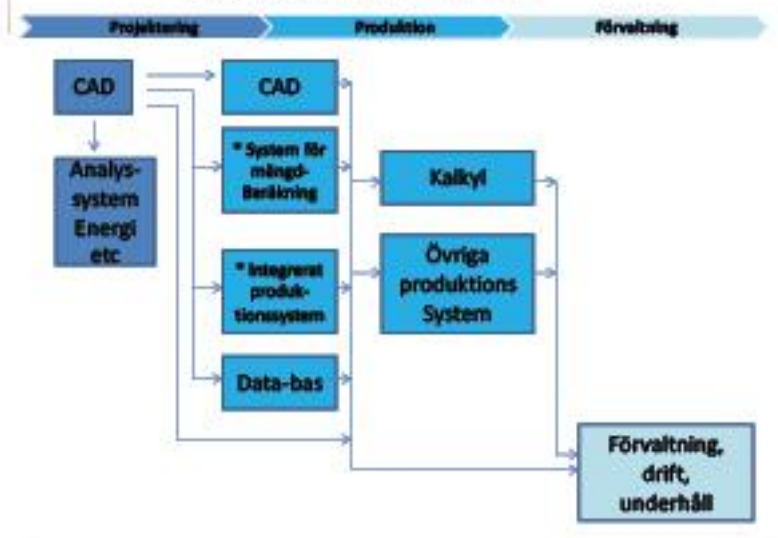 Projektering
Produktion
Förvaltning
CAD
Analys-
system
Energi
etc
CAD
* System för
mängd-
Beräkning
* Integrerat
produk-
tionssystem
Data-bas
Kalkyl
Övriga
produktions
System
Förvaltning,
drift,
underhåll